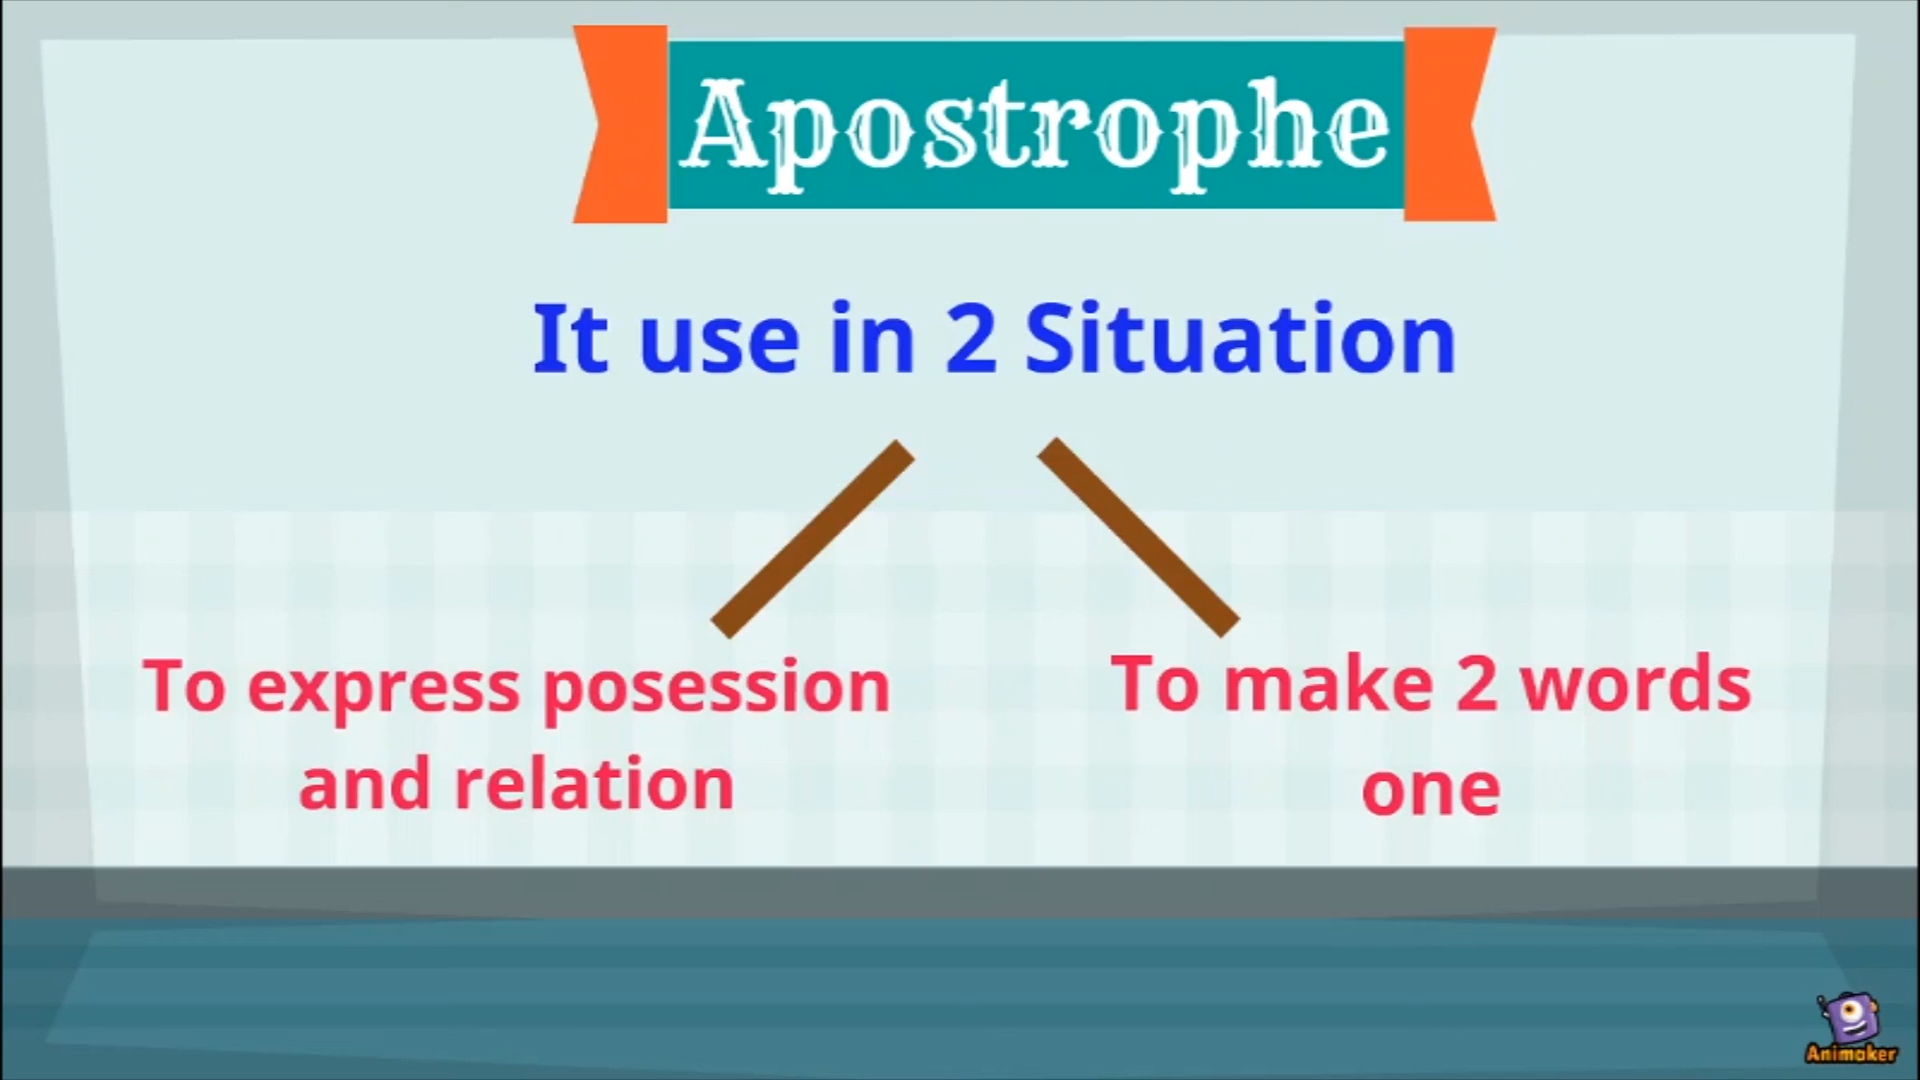 Apostrophe
It use in 2 Situation
To express posession
and relation
To make 2 words
one
Animaker